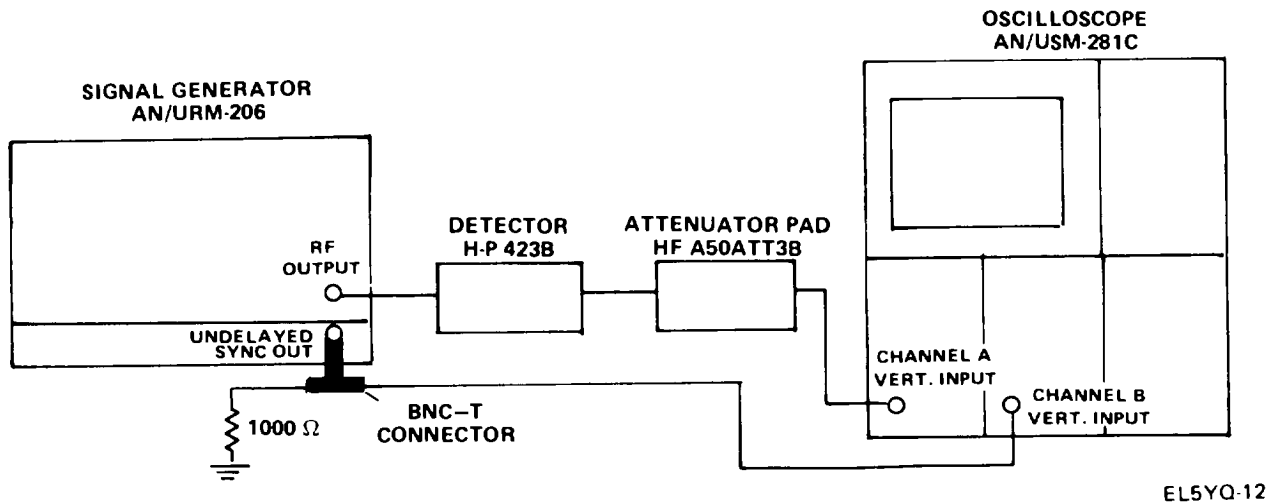 OSCILLOSCOPE
AN/USM-281C
SIGNAL GENERATOR
AN/URM-206
DETECTOR
H-P 423B
ATTENUATOR PAD
HF A50ATT3B
RF
OUTPUT
UNDELAYED
SYNC OUT
CHANNEL A
VERT. INPUT
CHANNEL B
VERT. INPUT
1000 Ω
BNC-T
CONNECTOR
EL5YQ-12